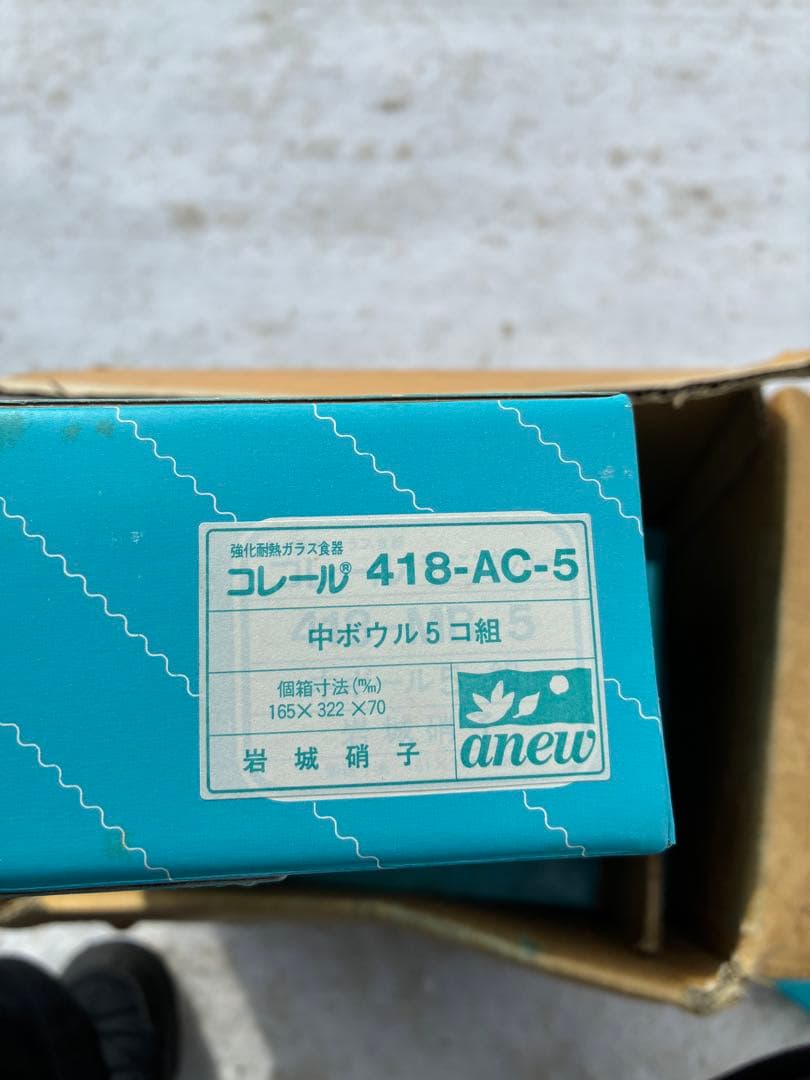 強化耐熱ガラス食器
コレール® 418-AC-5
中ボウル5コ組
個箱寸法(m/m)
165×322×70
岩城硝子
anew